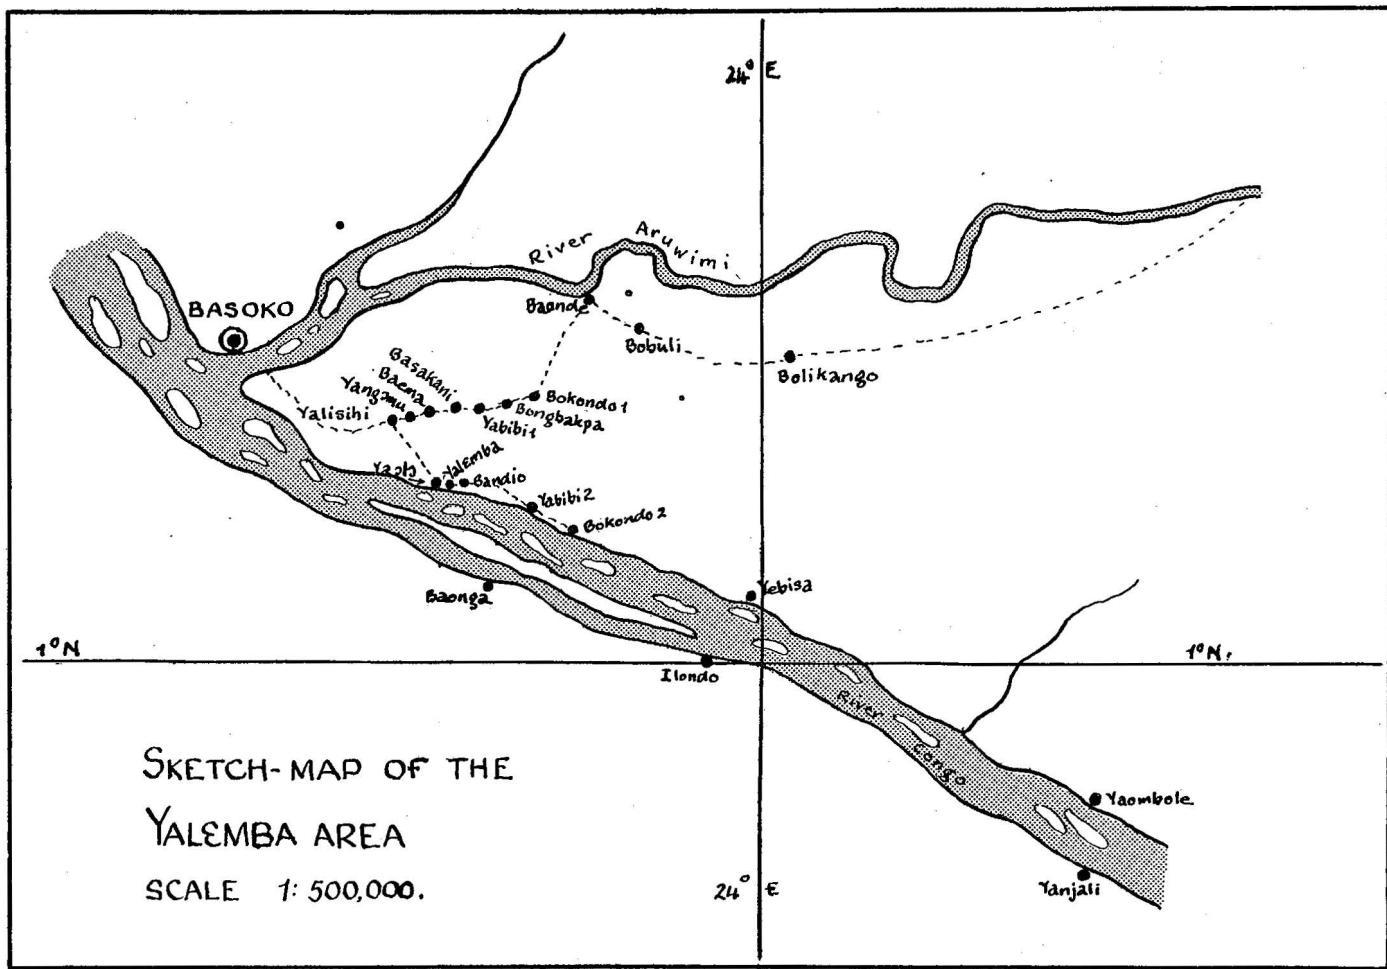 24° E
River Aruwimi
BASOKO
Baonde
Bobuli
Bolikango
Basakani
Baema
Yangamu
Yalisihi
Bokondo 1
Bongbakpa
Yabibi 1
Yalemba
Bandio
Yabibi 2
Bokondo 2
Baonga
Yebisa
1° N
1° N.
Ilondo
River Congo
SKETCH-MAP OF THE
YALEMBA AREA
SCALE 1: 500,000.
Yaombole
Yanjali
24° E